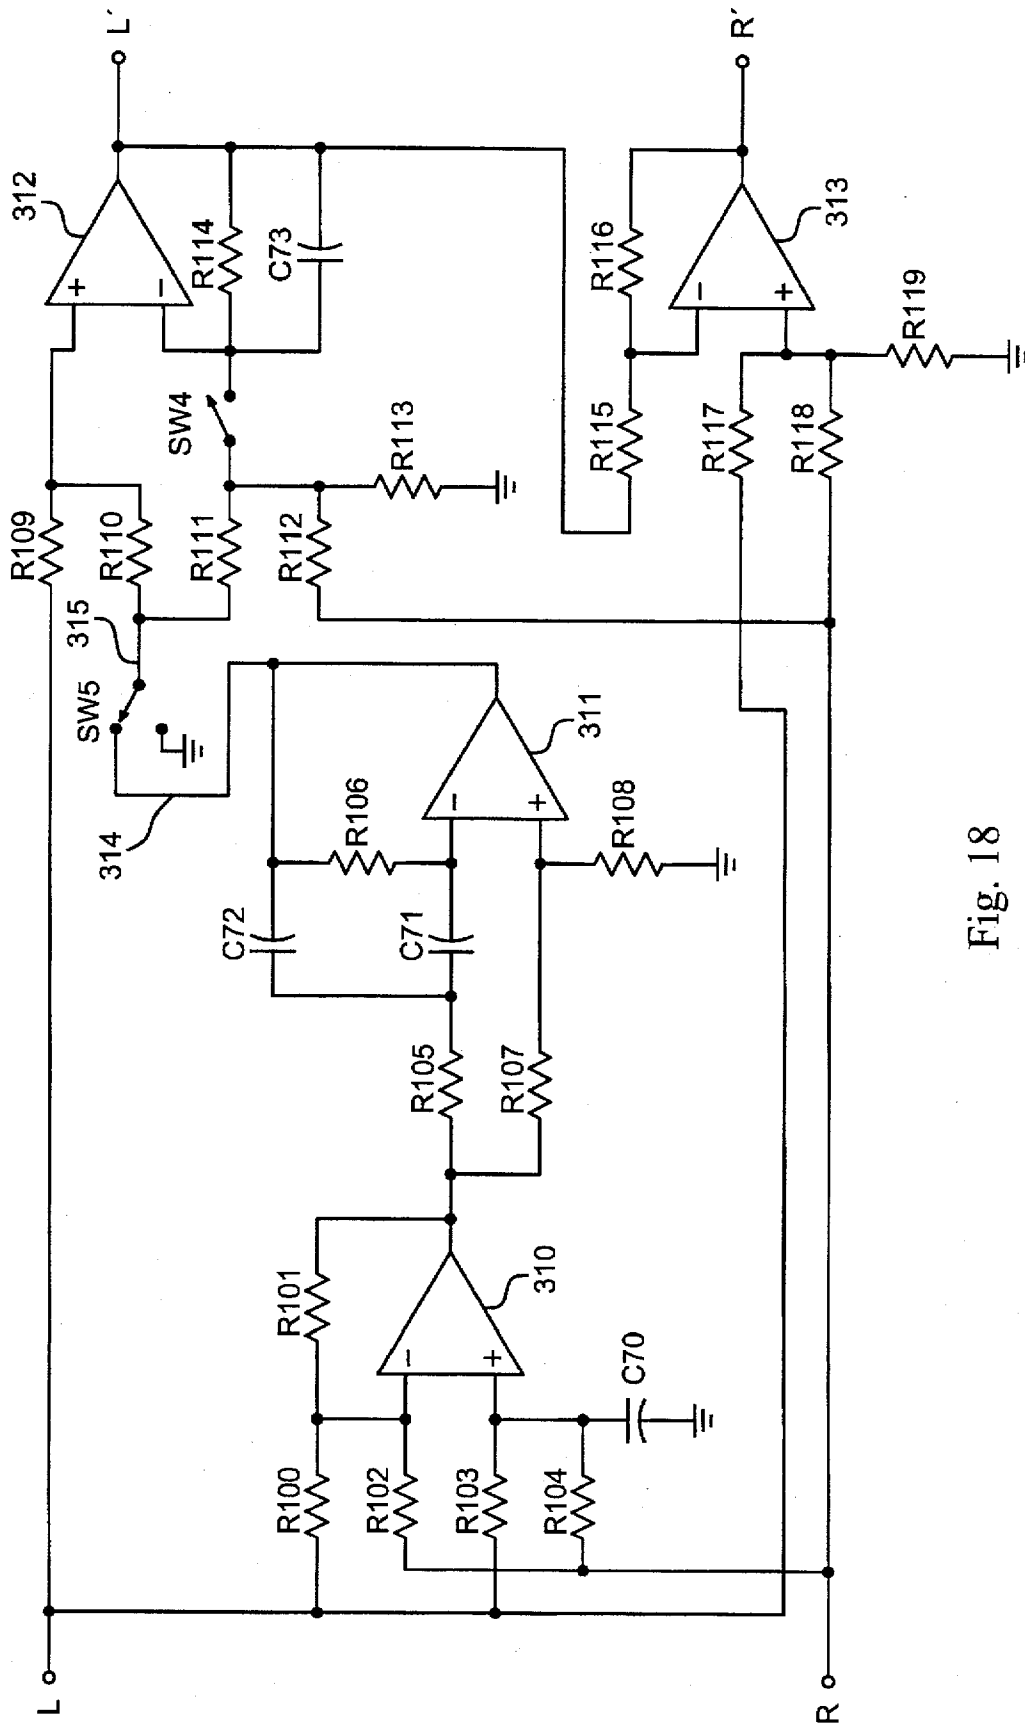 L
R
L´
R´
R100
R101
R102
R103
R104
C70
310
R105
R106
R107
R108
C71
C72
311
314
SW5
315
R109
R110
R111
R112
R113
SW4
312
R114
C73
R115
R116
R117
R118
R119
313
+
−
+
−
+
−
+
−
Fig. 18